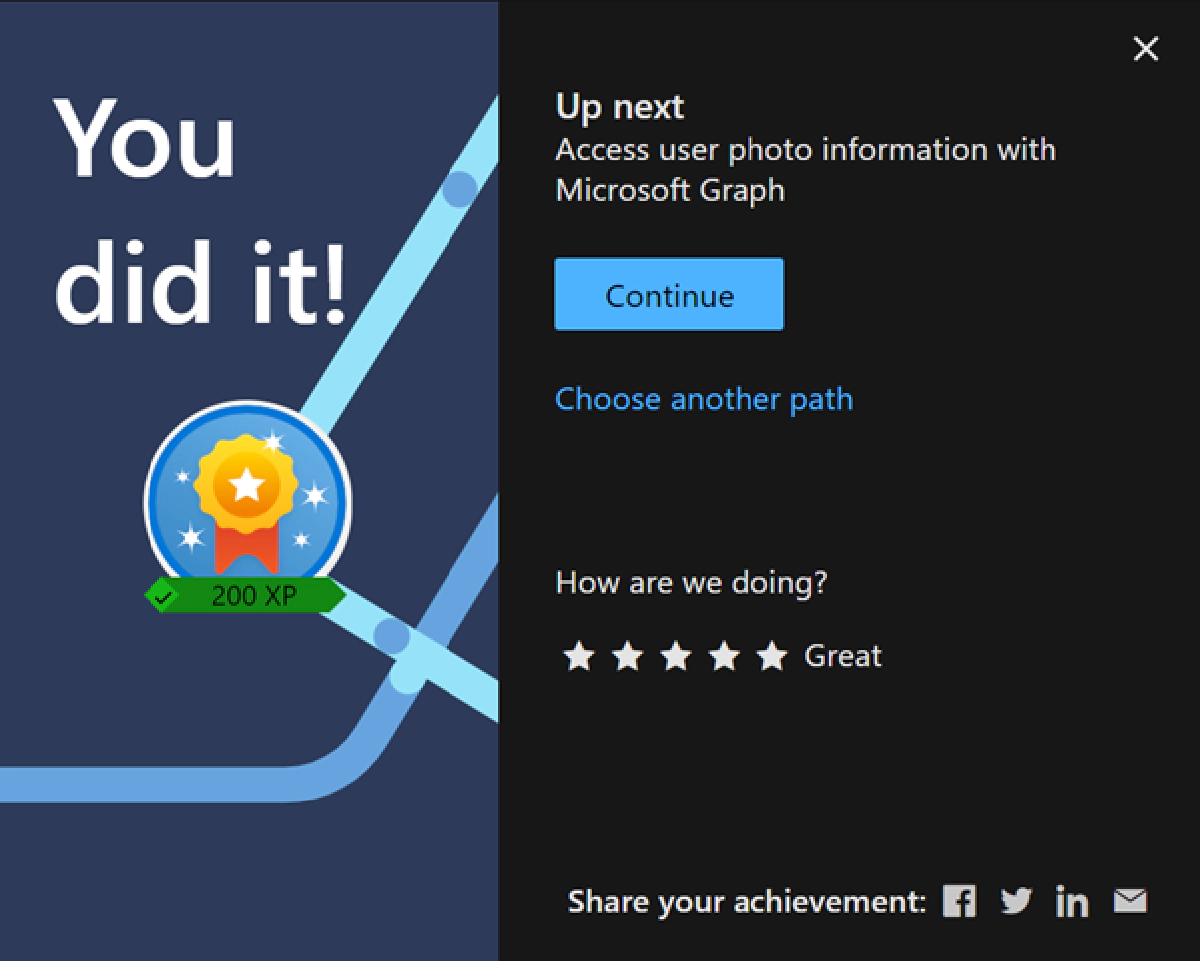 You
did it!
200 XP
Up next
Access user photo information with
Microsoft Graph
Continue
Choose another path
How are we doing?
Great
Share your achievement: